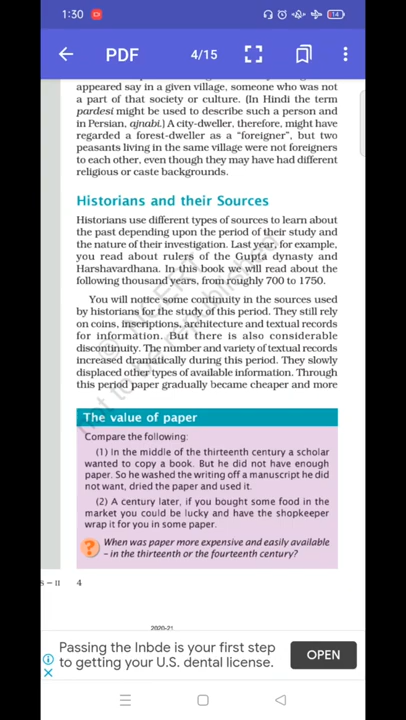 1:30
14
PDF
4/15
appeared say in a given village, someone who was not
a part of that society or culture. (In Hindi the term
pardesi might be used to describe such a person and
in Persian, ajnabi.) A city-dweller, therefore, might have
regarded a forest-dweller as a "foreigner", but two
peasants living in the same village were not foreigners
to each other, even though they may have had different
religious or caste backgrounds.
Historians and their Sources
Historians use different types of sources to learn about
the past depending upon the period of their study and
the nature of their investigation. Last year, for example,
you read about rulers of the Gupta dynasty and
Harshavardhana. In this book we will read about the
following thousand years, from roughly 700 to 1750.
You will notice some continuity in the sources used
by historians for the study of this period. They still rely
on coins, inscriptions, architecture and textual records
for information. But there is also considerable
discontinuity. The number and variety of textual records
increased dramatically during this period. They slowly
displaced other types of available information. Through
this period paper gradually became cheaper and more
The value of paper
Compare the following:
(1) In the middle of the thirteenth century a scholar
wanted to copy a book. But he did not have enough
paper. So he washed the writing off a manuscript he did
not want, dried the paper and used it.
(2) A century later, if you bought some food in the
market you could be lucky and have the shopkeeper
wrap it for you in some paper.
? When was paper more expensive and easily available
– in the thirteenth or the fourteenth century?
– II 4
2020-21
Passing the Inbde is your first step
to getting your U.S. dental license.
OPEN